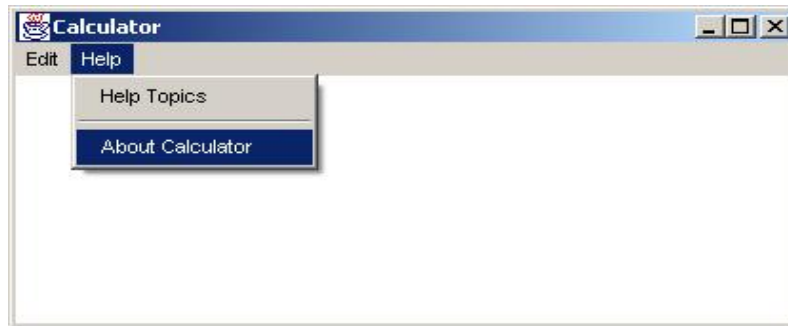 Calculator
Edit Help
Help Topics
About Calculator